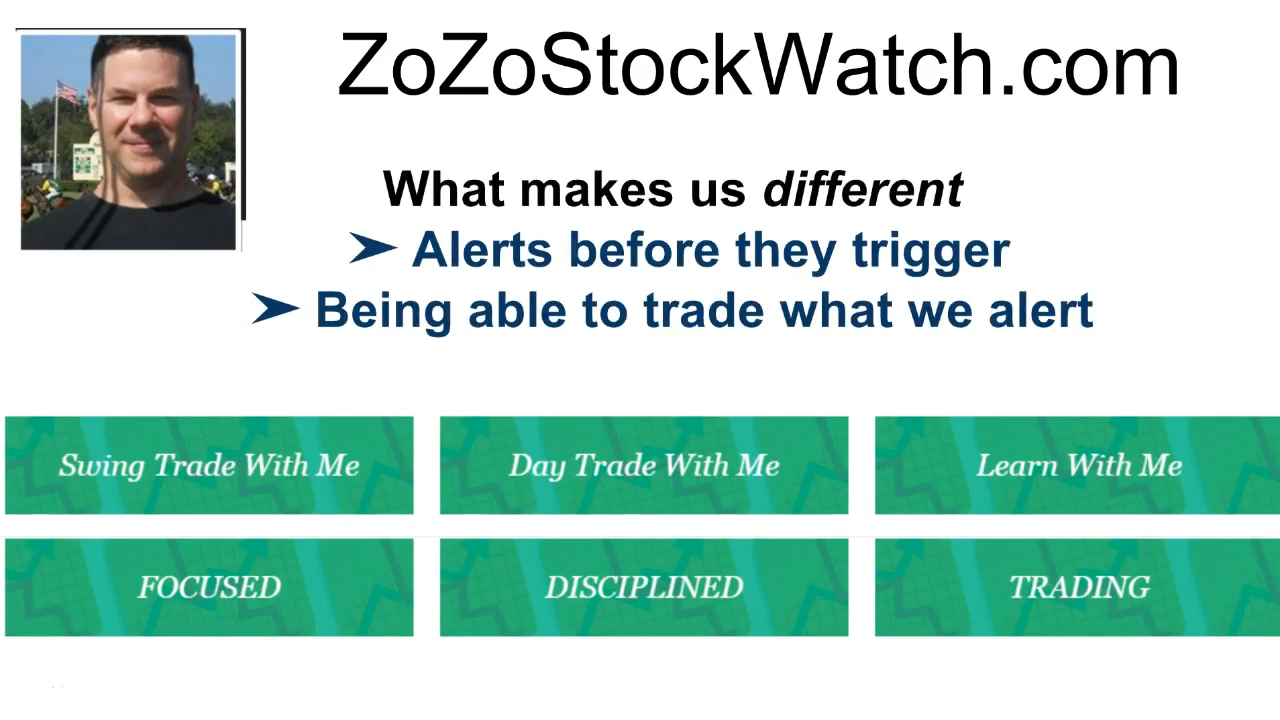 ZoZoStockWatch.com
What makes us different
➤ Alerts before they trigger
➤ Being able to trade what we alert
Swing Trade With Me
Day Trade With Me
Learn With Me
FOCUSED
DISCIPLINED
TRADING